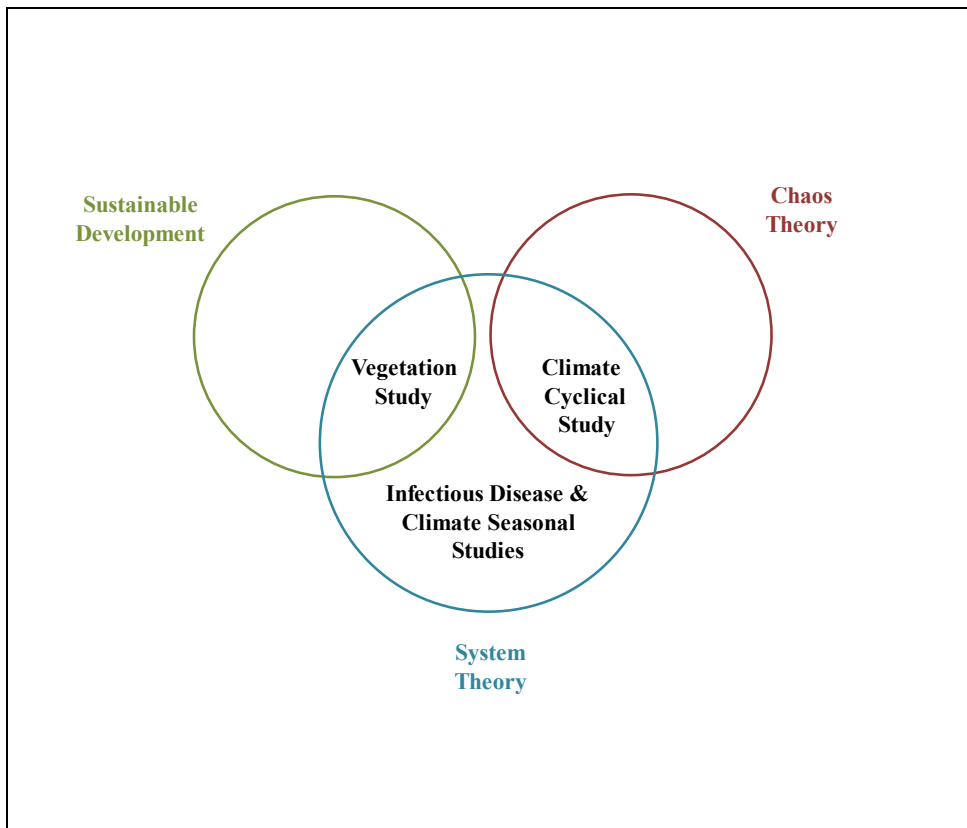 Sustainable
Development
Chaos
Theory
Vegetation
Study
Climate
Cyclical
Study
Infectious Disease &
Climate Seasonal
Studies
System
Theory